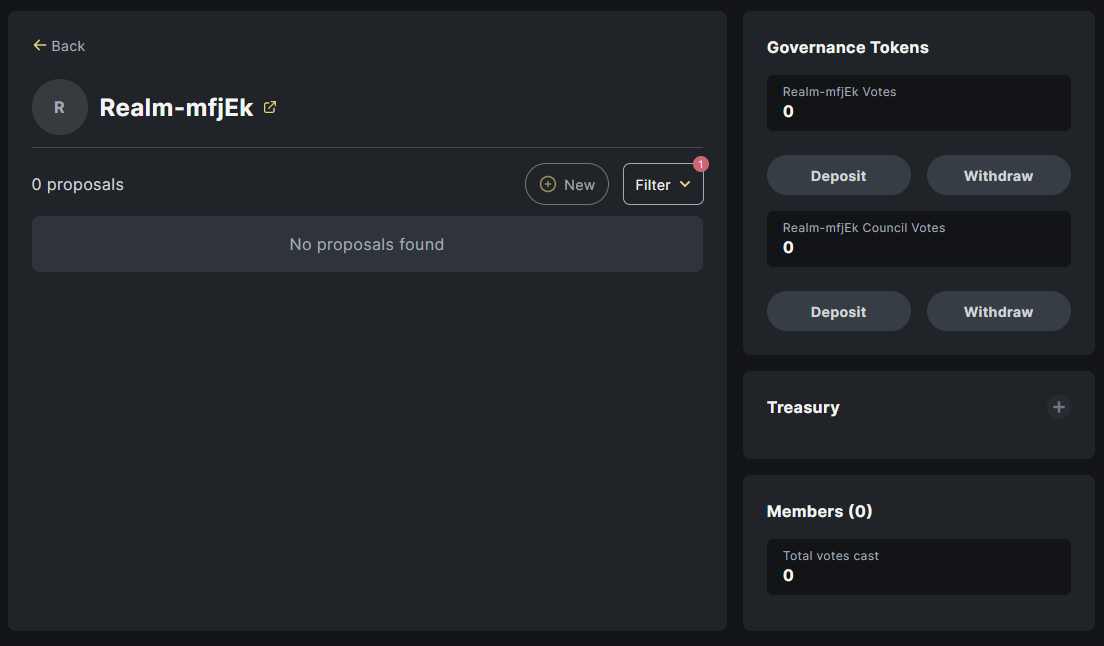 Back
R
Realm-mfjEk
0 proposals
New
Filter
1
No proposals found
Governance Tokens
Realm-mfjEk Votes
0
Deposit
Withdraw
Realm-mfjEk Council Votes
0
Deposit
Withdraw
Treasury
Members (0)
Total votes cast
0